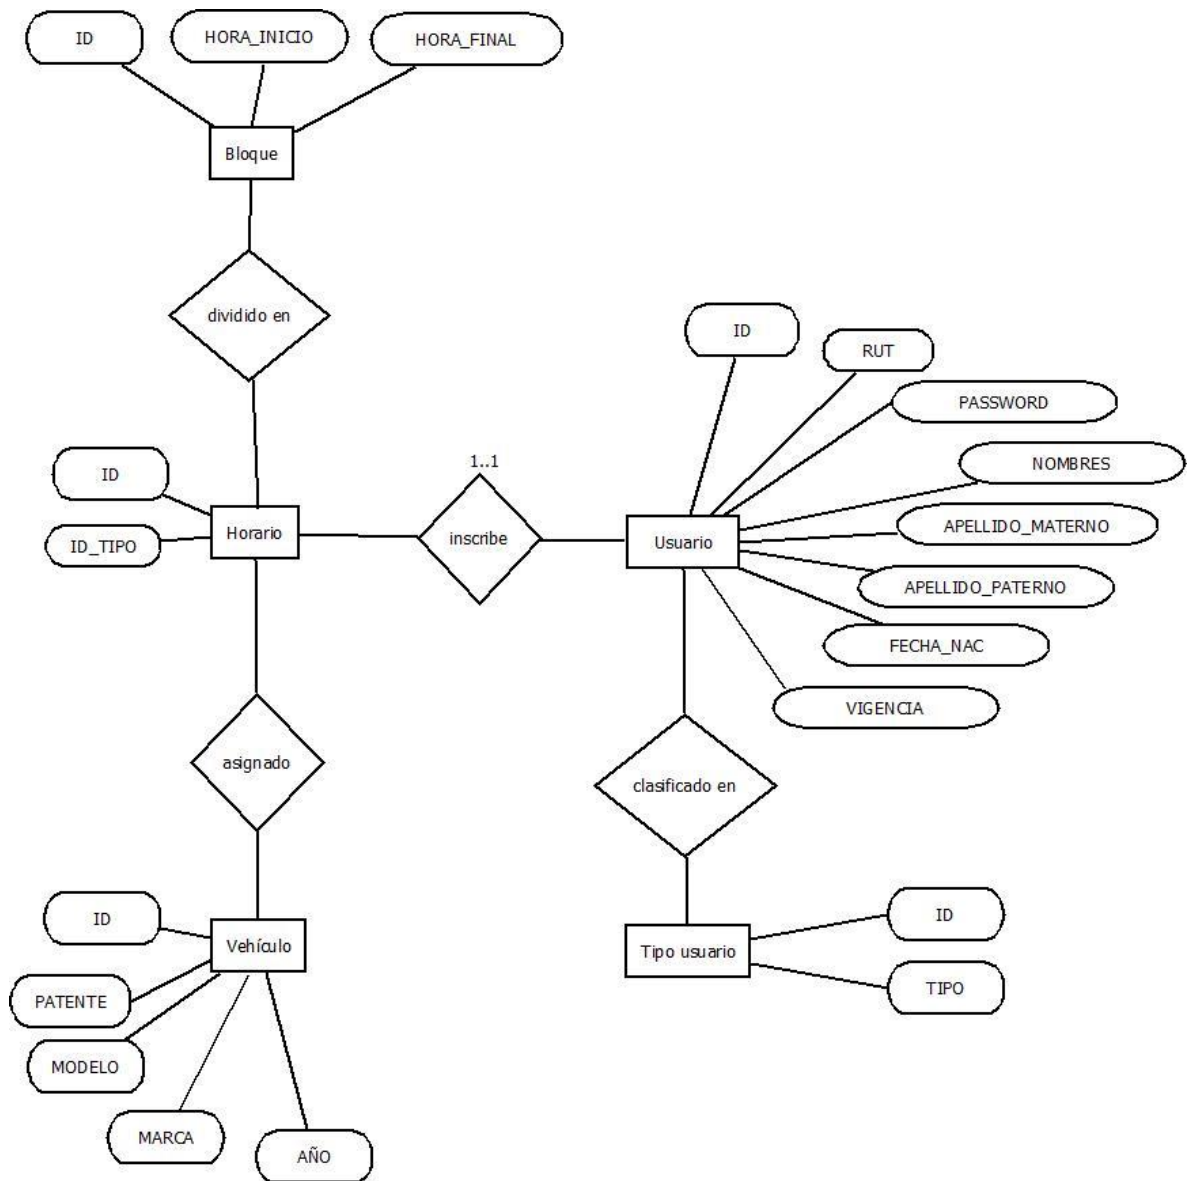 ID
HORA_INICIO
HORA_FINAL
Bloque
dividido en
ID
RUT
PASSWORD
NOMBRES
APELLIDO_MATERNO
APELLIDO_PATERNO
FECHA_NAC
VIGENCIA
1..1
ID
ID_TIPO
Horario
inscribe
Usuario
asignado
clasificado en
ID
PATENTE
MODELO
MARCA
AÑO
Vehículo
Tipo usuario
ID
TIPO